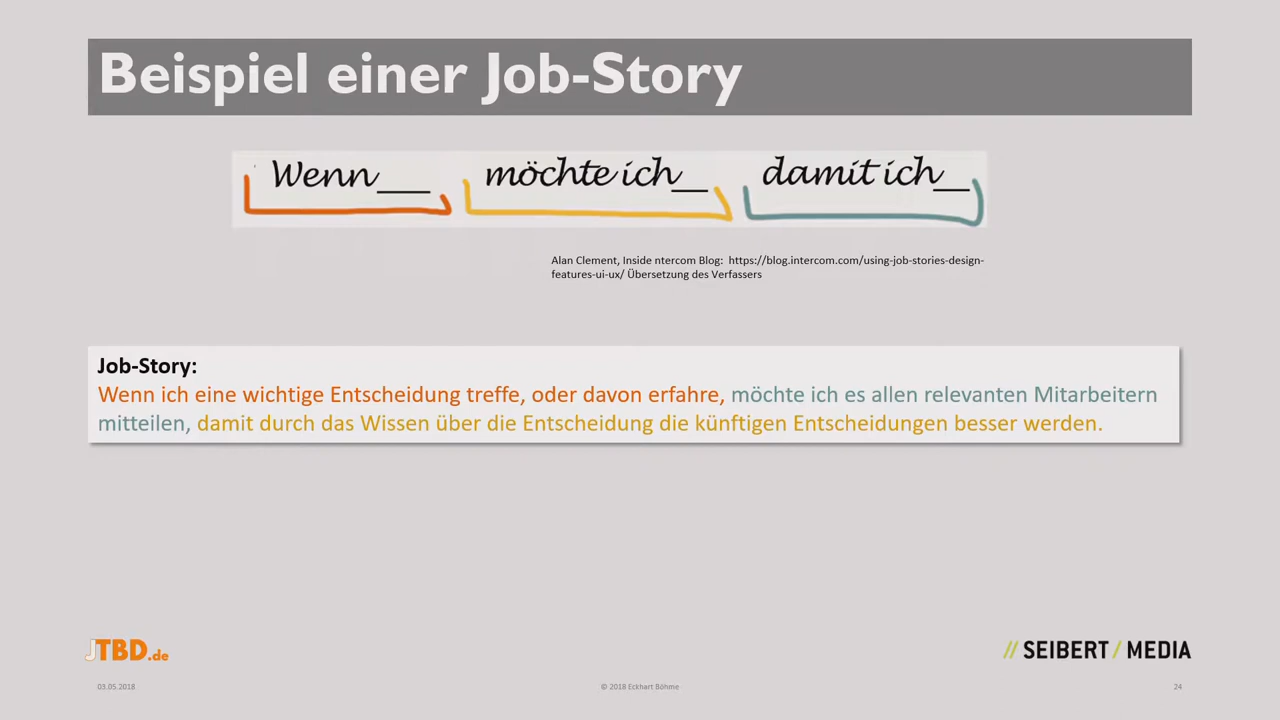 Beispiel einer Job-Story
Wenn___ möchte ich__ damit ich__
Alan Clement, Inside ntercom Blog: https://blog.intercom.com/using-job-stories-design-
features-ui-ux/ Übersetzung des Verfassers
Job-Story:
Wenn ich eine wichtige Entscheidung treffe, oder davon erfahre, möchte ich es allen relevanten Mitarbeitern
mitteilen, damit durch das Wissen über die Entscheidung die künftigen Entscheidungen besser werden.
JTBD.de
// SEIBERT / MEDIA
03.05.2018
© 2018 Eckhart Böhme
24